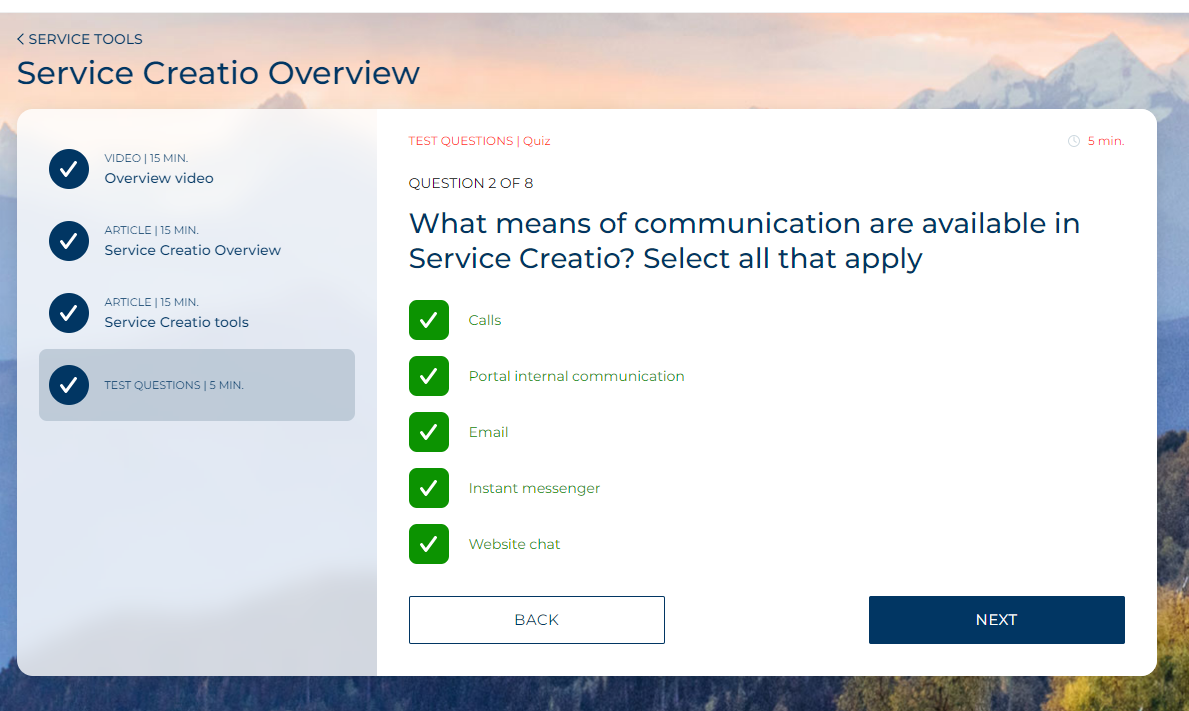 SERVICE TOOLS
Service Creatio Overview
VIDEO | 15 MIN.
Overview video
ARTICLE | 15 MIN.
Service Creatio Overview
ARTICLE | 15 MIN.
Service Creatio tools
TEST QUESTIONS | 5 MIN.
TEST QUESTIONS | Quiz
5 min.
QUESTION 2 OF 8
What means of communication are available in
Service Creatio? Select all that apply
Calls
Portal internal communication
Email
Instant messenger
Website chat
BACK
NEXT